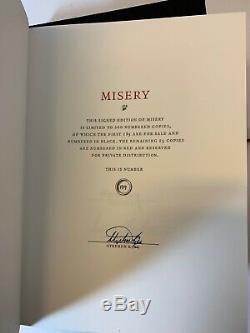 MISERY
THIS SIGNED EDITION OF MISERY
IS LIMITED TO 200 NUMBERED COPIES,
OF WHICH THE FIRST 185 ARE FOR SALE AND
NUMBERED IN BLACK. THE REMAINING 15 COPIES
ARE NUMBERED IN RED AND RESERVED
FOR PRIVATE DISTRIBUTION.
THIS IS NUMBER
STEPHEN KING